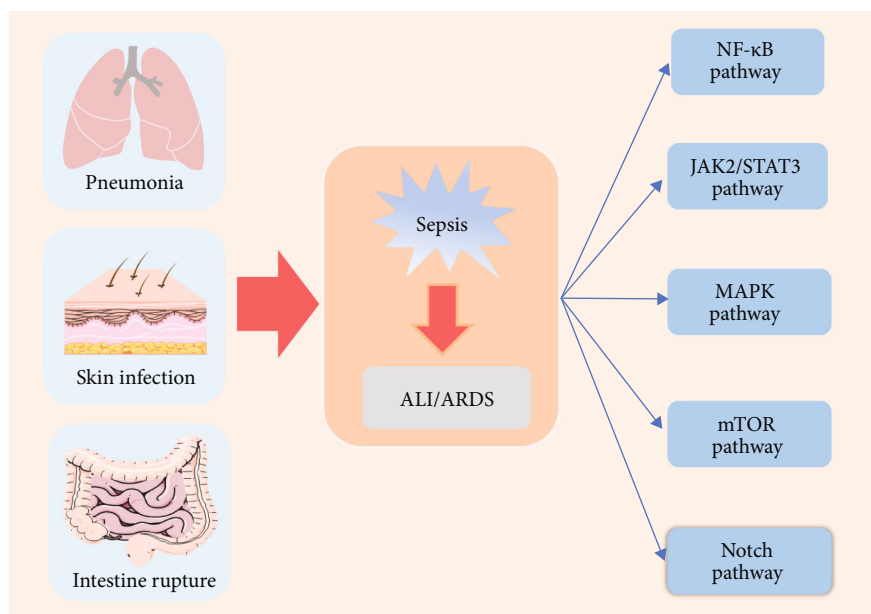 Pneumonia
Skin infection
Intestine rupture
Sepsis
ALI/ARDS
NF-κB
pathway
JAK2/STAT3
pathway
MAPK
pathway
mTOR
pathway
Notch
pathway